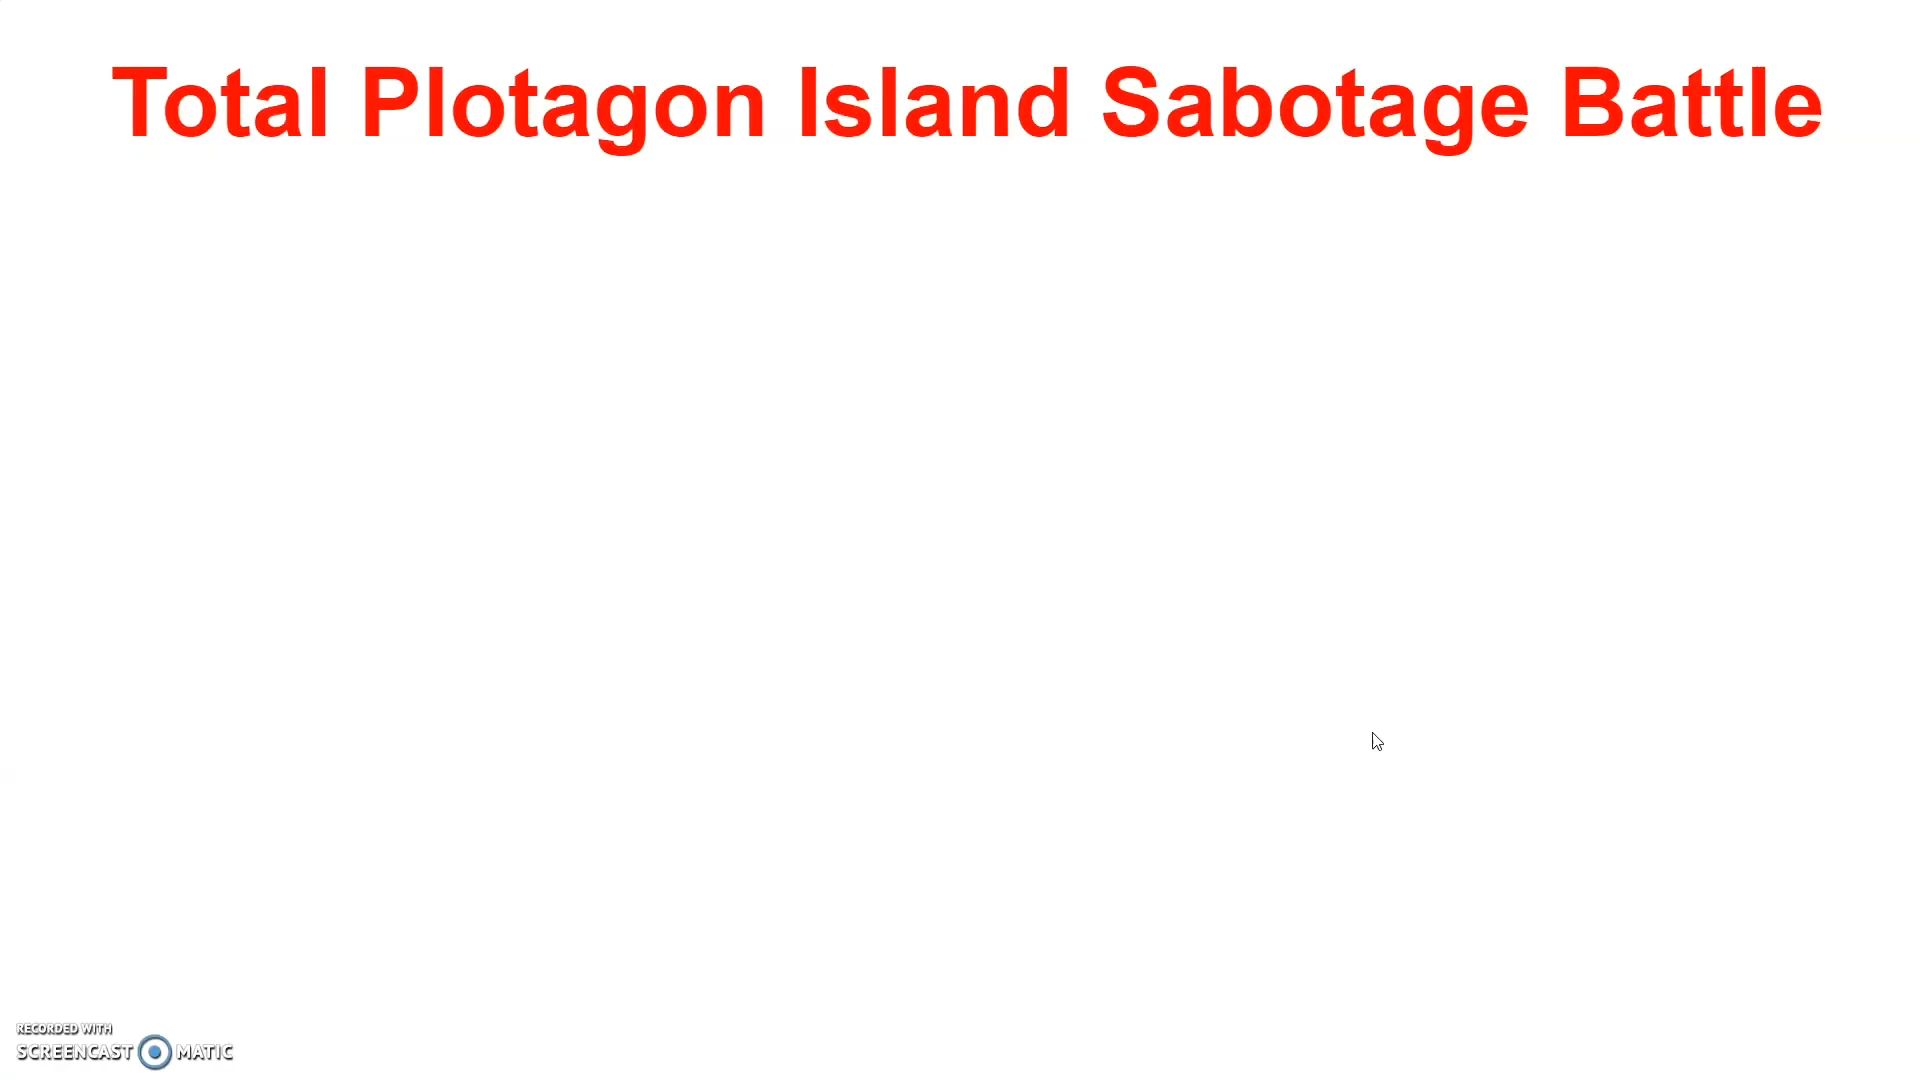 Total Plotagon Island Sabotage Battle
RECORDED WITH
SCREENCAST MATIC